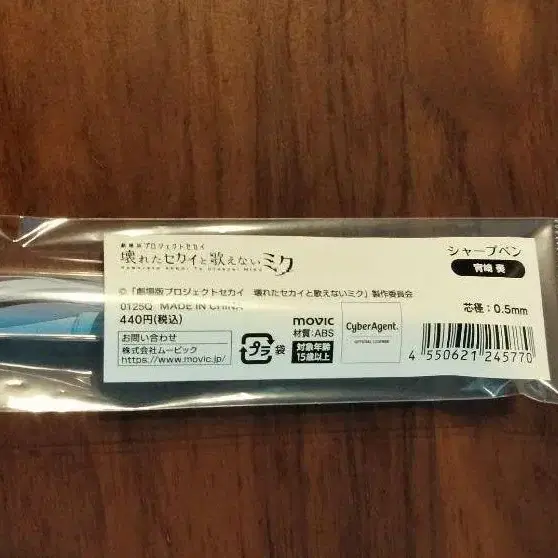 劇場版プロジェクトセカイ
壊れたセカイと歌えないミク
シャープペン
宵崎 奏
©「劇場版プロジェクトセカイ 壊れたセカイと歌えないミク」製作委員会
0125Q MADE IN CHINA
440円(税込)
芯径：0.5mm
お問い合わせ
株式会社ムービック
https://www.movic.jp/
プラ 袋
movic
材質：ABS
対象年齢
15歳以上
CyberAgent.
OFFICIAL LICENSEE
4 550621 245770